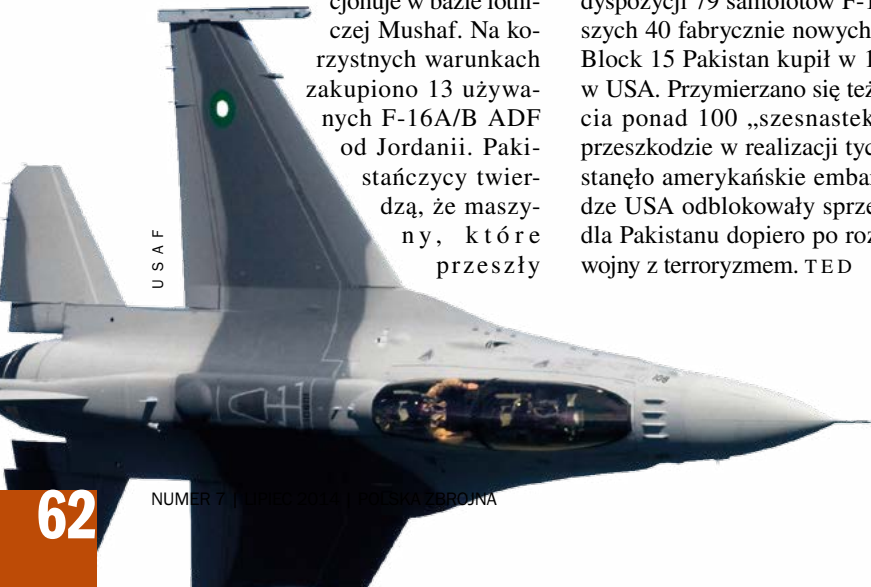 cjonuje w bazie lotni-
czej Mushaf. Na ko-
rzystnych warunkach
zakupiono 13 używa-
nych F-16A/B ADF
od Jordanii. Paki-
stańczycy twier-
dzą, że maszy-
ny, które
przeszły
dyspozycji 79 samolotów F-1
szych 40 fabrycznie nowych
Block 15 Pakistan kupił w 1
w USA. Przymierzano się też
cia ponad 100 „szesnastek
przeszkodzie w realizacji tyc
stanęło amerykańskie embar
dze USA odblokowały sprze
dla Pakistanu dopiero po roz
wojny z terroryzmem. TED
USAF
62
NUMER 7 | LIPIEC 2014 | POLSKA ZBROJNA